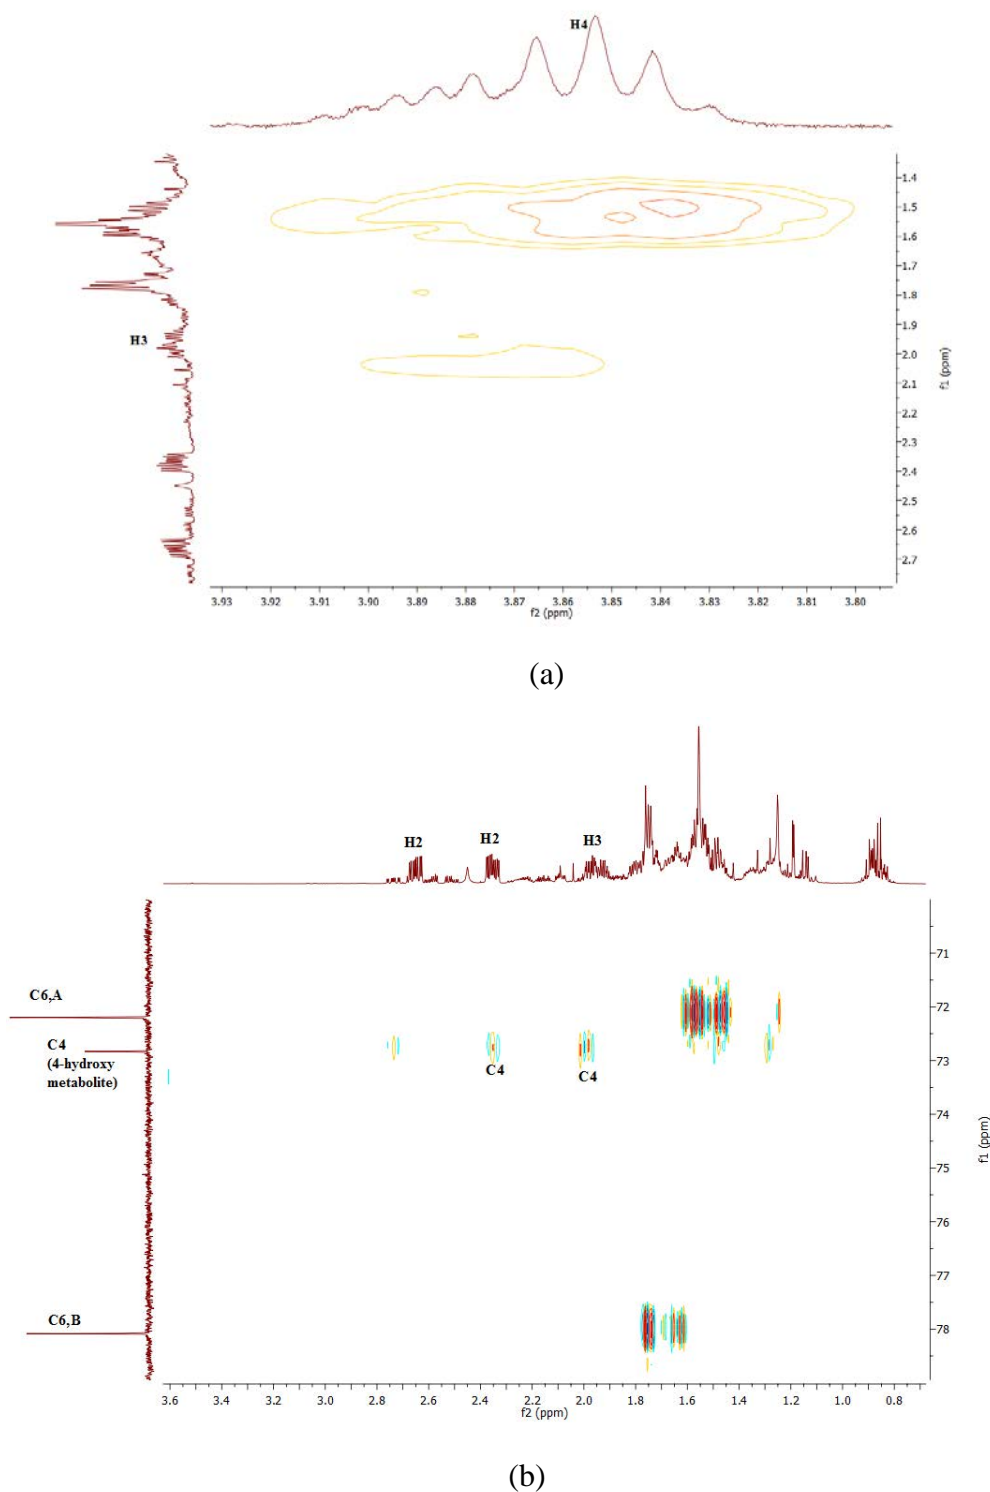 H4
1.4
1.5
1.6
1.7
1.8
1.9
H3
2.0
2.1
2.2
2.3
2.4
2.5
2.6
2.7
f1 (ppm)
3.93 3.92 3.91 3.90 3.89 3.88 3.87 3.86 3.85 3.84 3.83 3.82 3.81 3.80
f2 (ppm)
(a)
H2 H2 H3
71
C6,A
72
C4
(4-hydroxy
metabolite)
73
C4 C4
74
75
76
77
C6,B
78
f1 (ppm)
3.6 3.4 3.2 3.0 2.8 2.6 2.4 2.2 2.0 1.8 1.6 1.4 1.2 1.0 0.8
f2 (ppm)
(b)